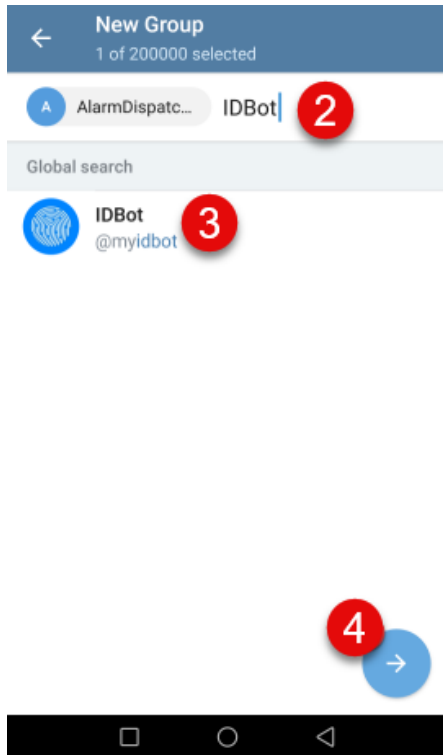 New Group
1 of 200000 selected
A AlarmDispatc... IDBot 2
Global search
IDBot 3
@myidbot
4